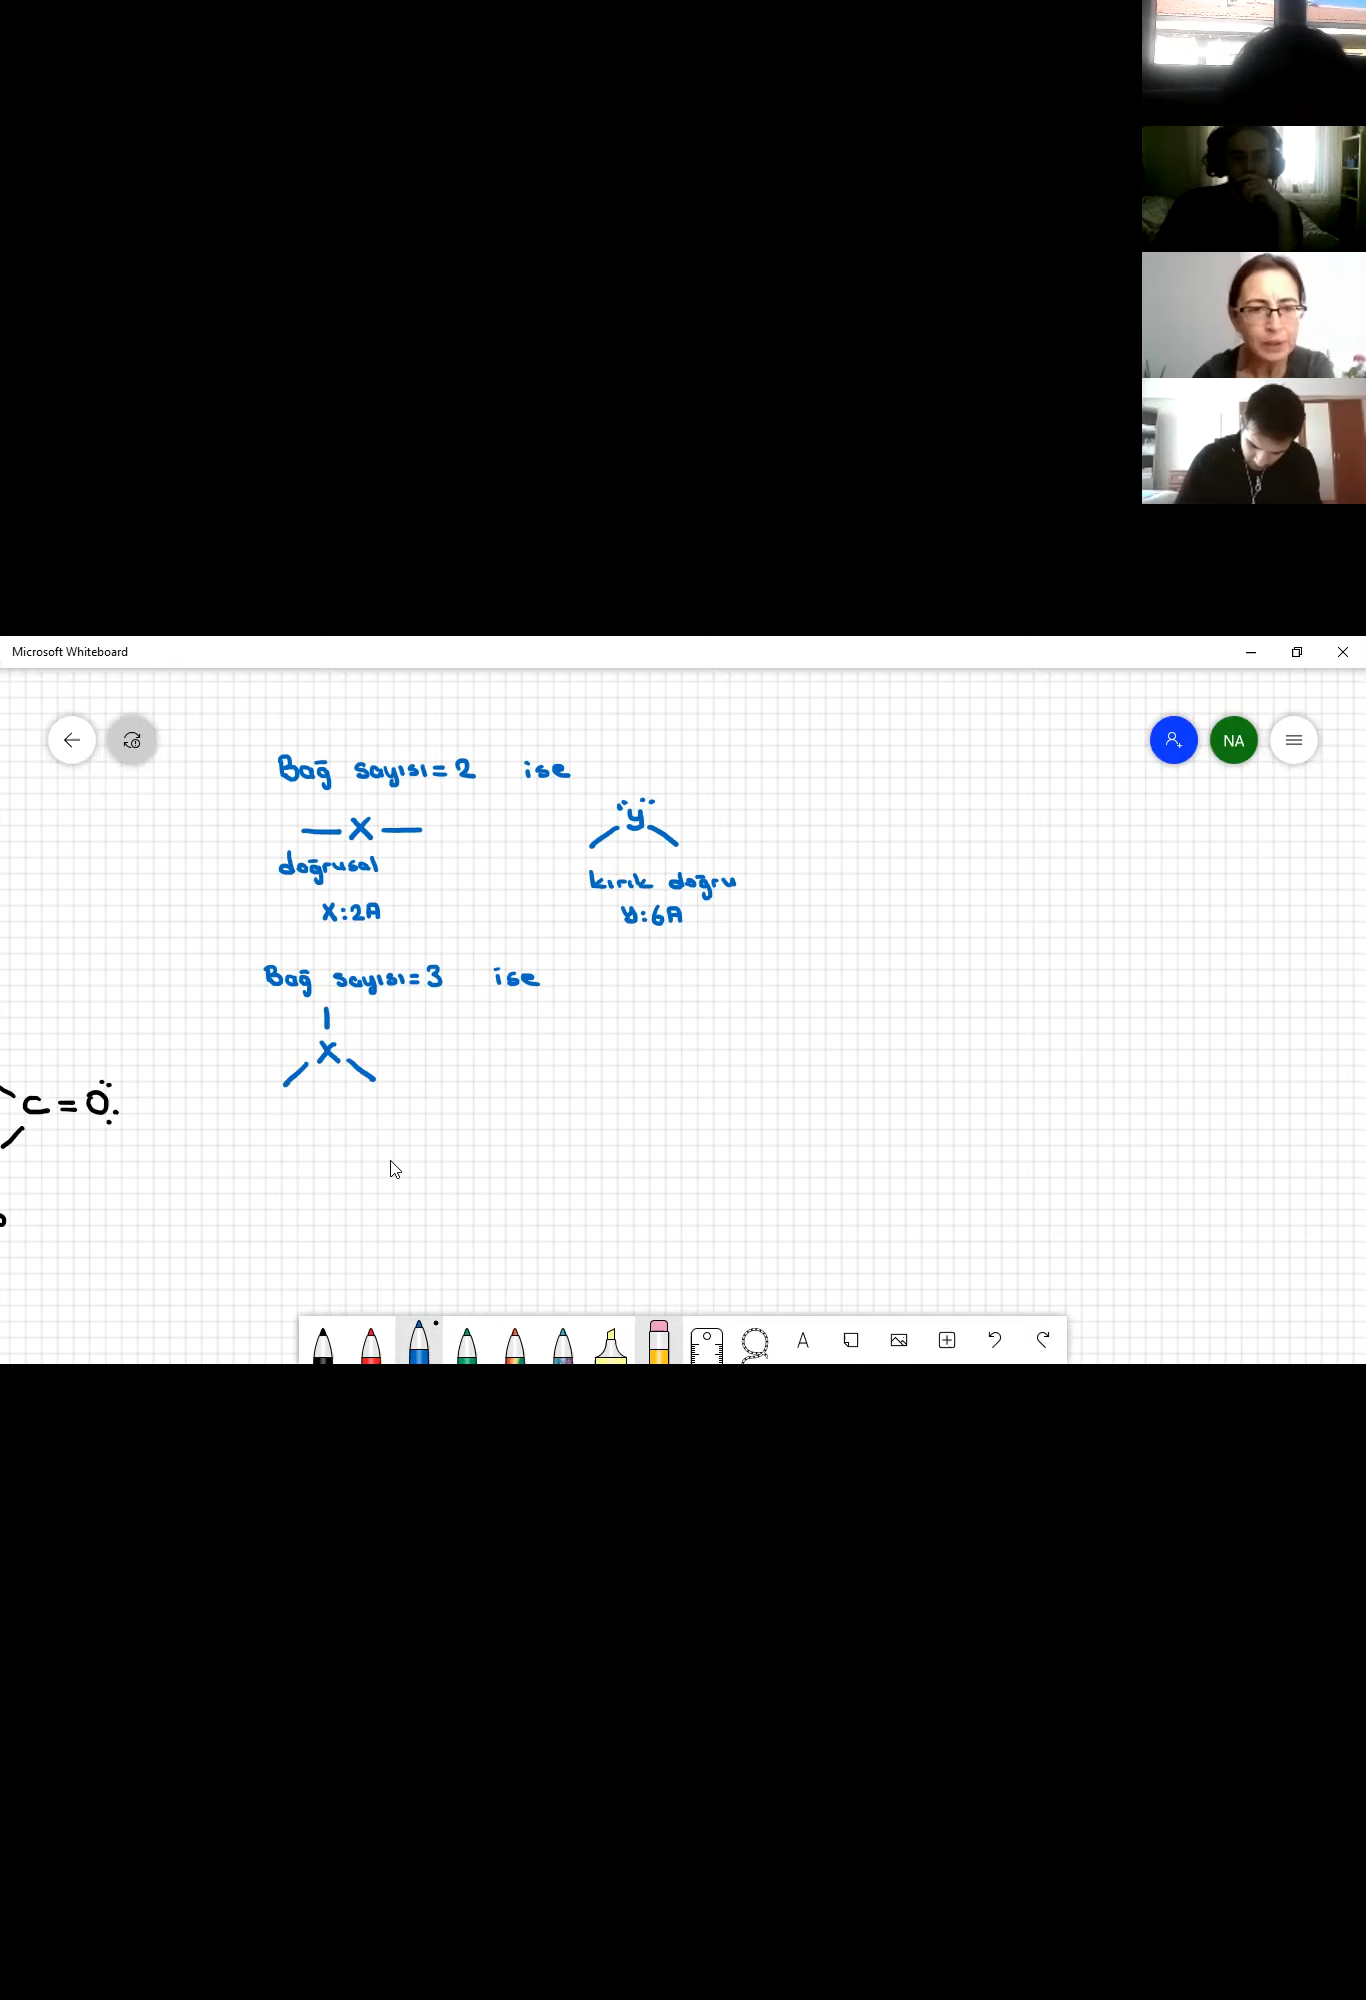 Microsoft Whiteboard
NA
Bağ sayısı=2 ise
— X —
Y
doğrusal
kırık doğru
X:2A
Y:6A
Bağ sayısı=3 ise
X
C=O
A